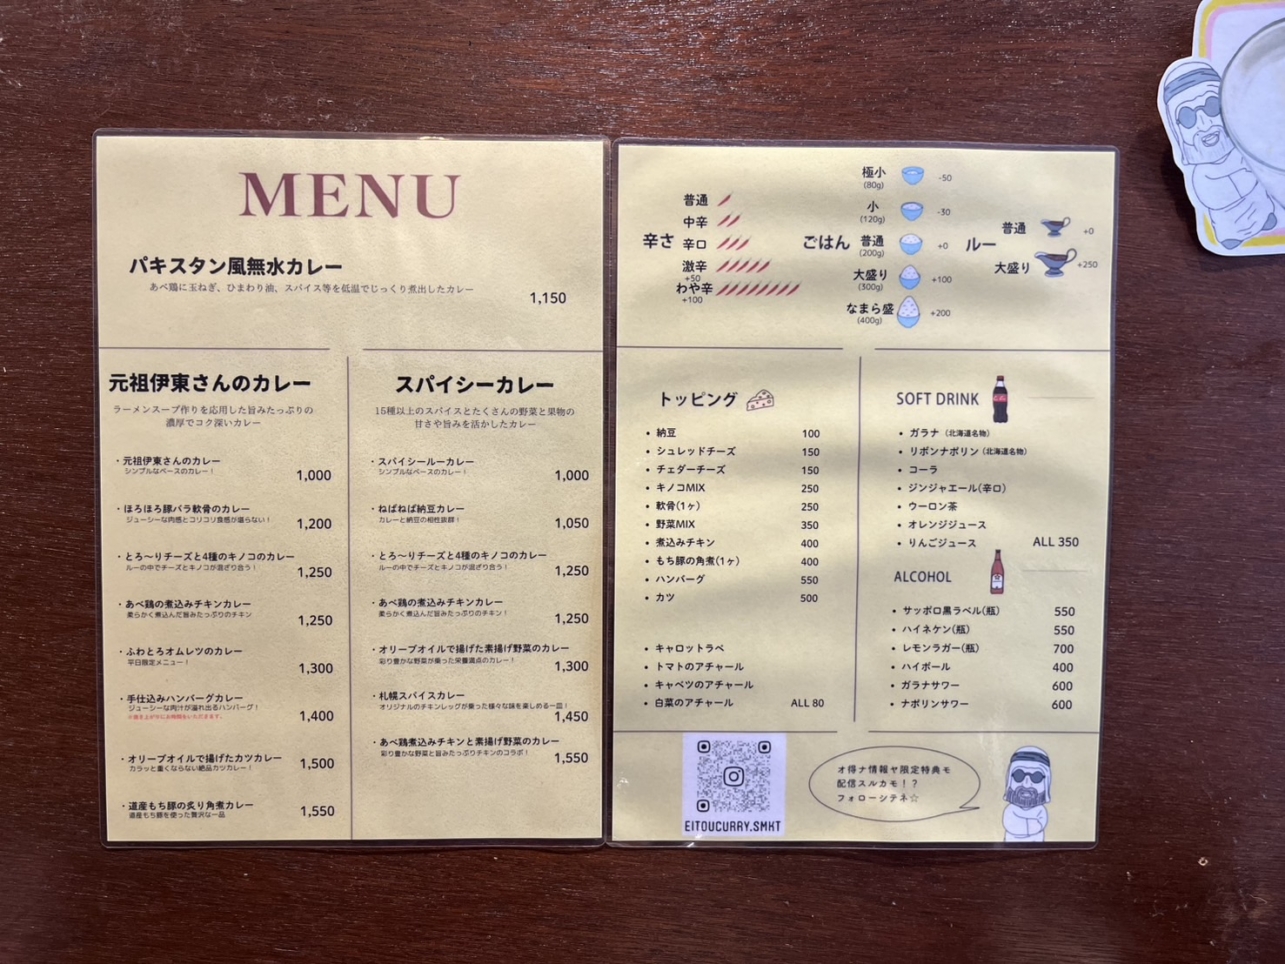 MENU
パキスタン風無水カレー
あべ鶏に玉ねぎ、ひまわり油、スパイス等を低温でじっくり煮出したカレー
1,150
元祖伊東さんのカレー
ラーメンスープ作りを応用した旨みたっぷりの
濃厚でコク深いカレー
・元祖伊東さんのカレー
シンプルなベースのカレー！
1,000
・ほろほろ豚バラ軟骨のカレー
ジューシーな肉感とコリコリ食感が堪らない！
1,200
・とろ〜りチーズと4種のキノコのカレー
ルーの中でチーズとキノコが混ざり合う！
1,250
・あべ鶏の煮込みチキンカレー
柔らかく煮込んだ旨みたっぷりのチキン
1,250
・ふわとろオムレツのカレー
平日限定メニュー！
1,300
・手仕込みハンバーグカレー
ジューシーな肉汁が溢れ出るハンバーグ！
※焼き上がりにお時間をいただきます。
1,400
・オリーブオイルで揚げたカツカレー
カラッと重くならない絶品カツカレー！
1,500
・道産もち豚の炙り角煮カレー
道産もち豚を使った贅沢な一品
1,550
スパイシーカレー
15種以上のスパイスとたくさんの野菜と果物の
甘さや旨みを活かしたカレー
・スパイシールーカレー
シンプルなベースのカレー！
1,000
・ねばねば納豆カレー
カレーと納豆の相性抜群！
1,050
・とろ〜りチーズと4種のキノコのカレー
ルーの中でチーズとキノコが混ざり合う！
1,250
・あべ鶏の煮込みチキンカレー
柔らかく煮込んだ旨みたっぷりのチキン！
1,250
・オリーブオイルで揚げた素揚げ野菜のカレー
彩り豊かな野菜が乗った栄養満点のカレー！
1,300
・札幌スパイスカレー
オリジナルのチキンレッグが乗った様々な味を楽しめる一皿！
1,450
・あべ鶏煮込みチキンと素揚げ野菜のカレー
彩り豊かな野菜と旨みたっぷりチキンのコラボ！
1,550
辛さ
普通
中辛
辛口
激辛
+50
わや辛
+100
ごはん
極小
(80g)
-50
小
(120g)
-30
普通
(200g)
+0
大盛り
(300g)
+100
なまら盛
(400g)
+200
ルー
普通
+0
大盛り
+250
トッピング
・納豆 100
・シュレッドチーズ 150
・チェダーチーズ 150
・キノコMIX 250
・軟骨(1ヶ) 250
・野菜MIX 350
・煮込みチキン 400
・もち豚の角煮(1ヶ) 400
・ハンバーグ 550
・カツ 500
・キャロットラペ
・トマトのアチャール
・キャベツのアチャール
・白菜のアチャール ALL 80
SOFT DRINK
・ガラナ（北海道名物）
・リボンナポリン（北海道名物）
・コーラ
・ジンジャエール(辛口)
・ウーロン茶
・オレンジジュース
・りんごジュース ALL 350
ALCOHOL
・サッポロ黒ラベル(瓶) 550
・ハイネケン(瓶) 550
・レモンラガー(瓶) 700
・ハイボール 400
・ガラナサワー 600
・ナポリンサワー 600
EITOUCURRY.SMKT
オ得ナ情報ヤ限定特典モ
配信スルカモ！？
フォローシテネ☆